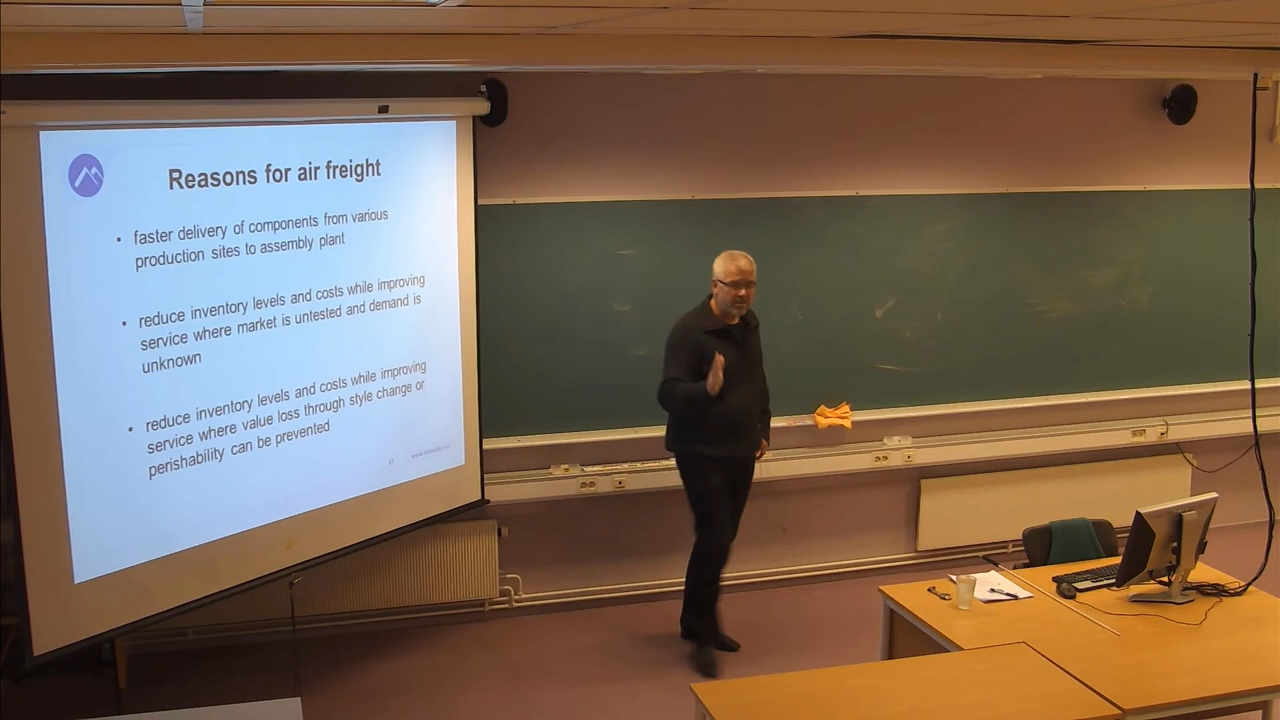 Reasons for air freight
• faster delivery of components from various
production sites to assembly plant
• reduce inventory levels and costs while improving
service where market is untested and demand is
unknown
• reduce inventory levels and costs while improving
service where value loss through style change or
perishability can be prevented